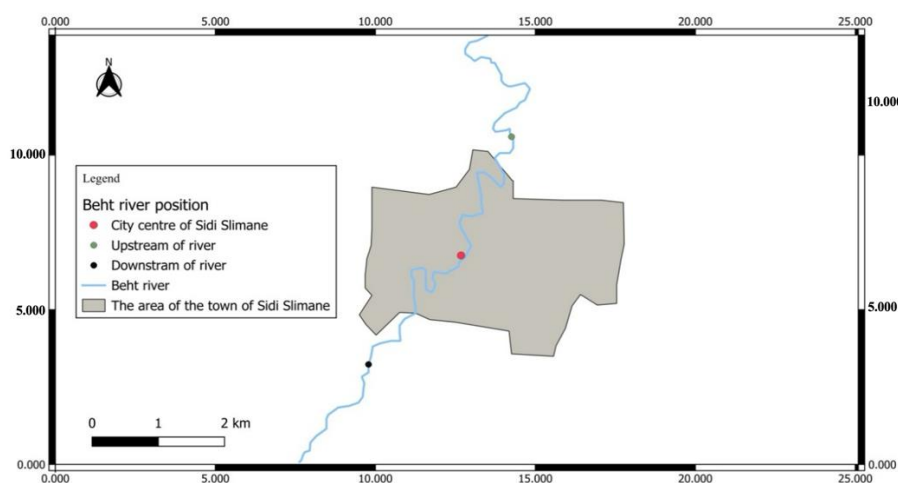 0.000 5.000 10.000 15.000 20.000 25.000
N
10.000
10.000
Legend
Beht river position
City centre of Sidi Slimane
Upstream of river
Downstram of river
Beht river
The area of the town of Sidi Slimane
5.000 5.000
0 1 2 km
0.000 0.000
0.000 5.000 10.000 15.000 20.000 25.000